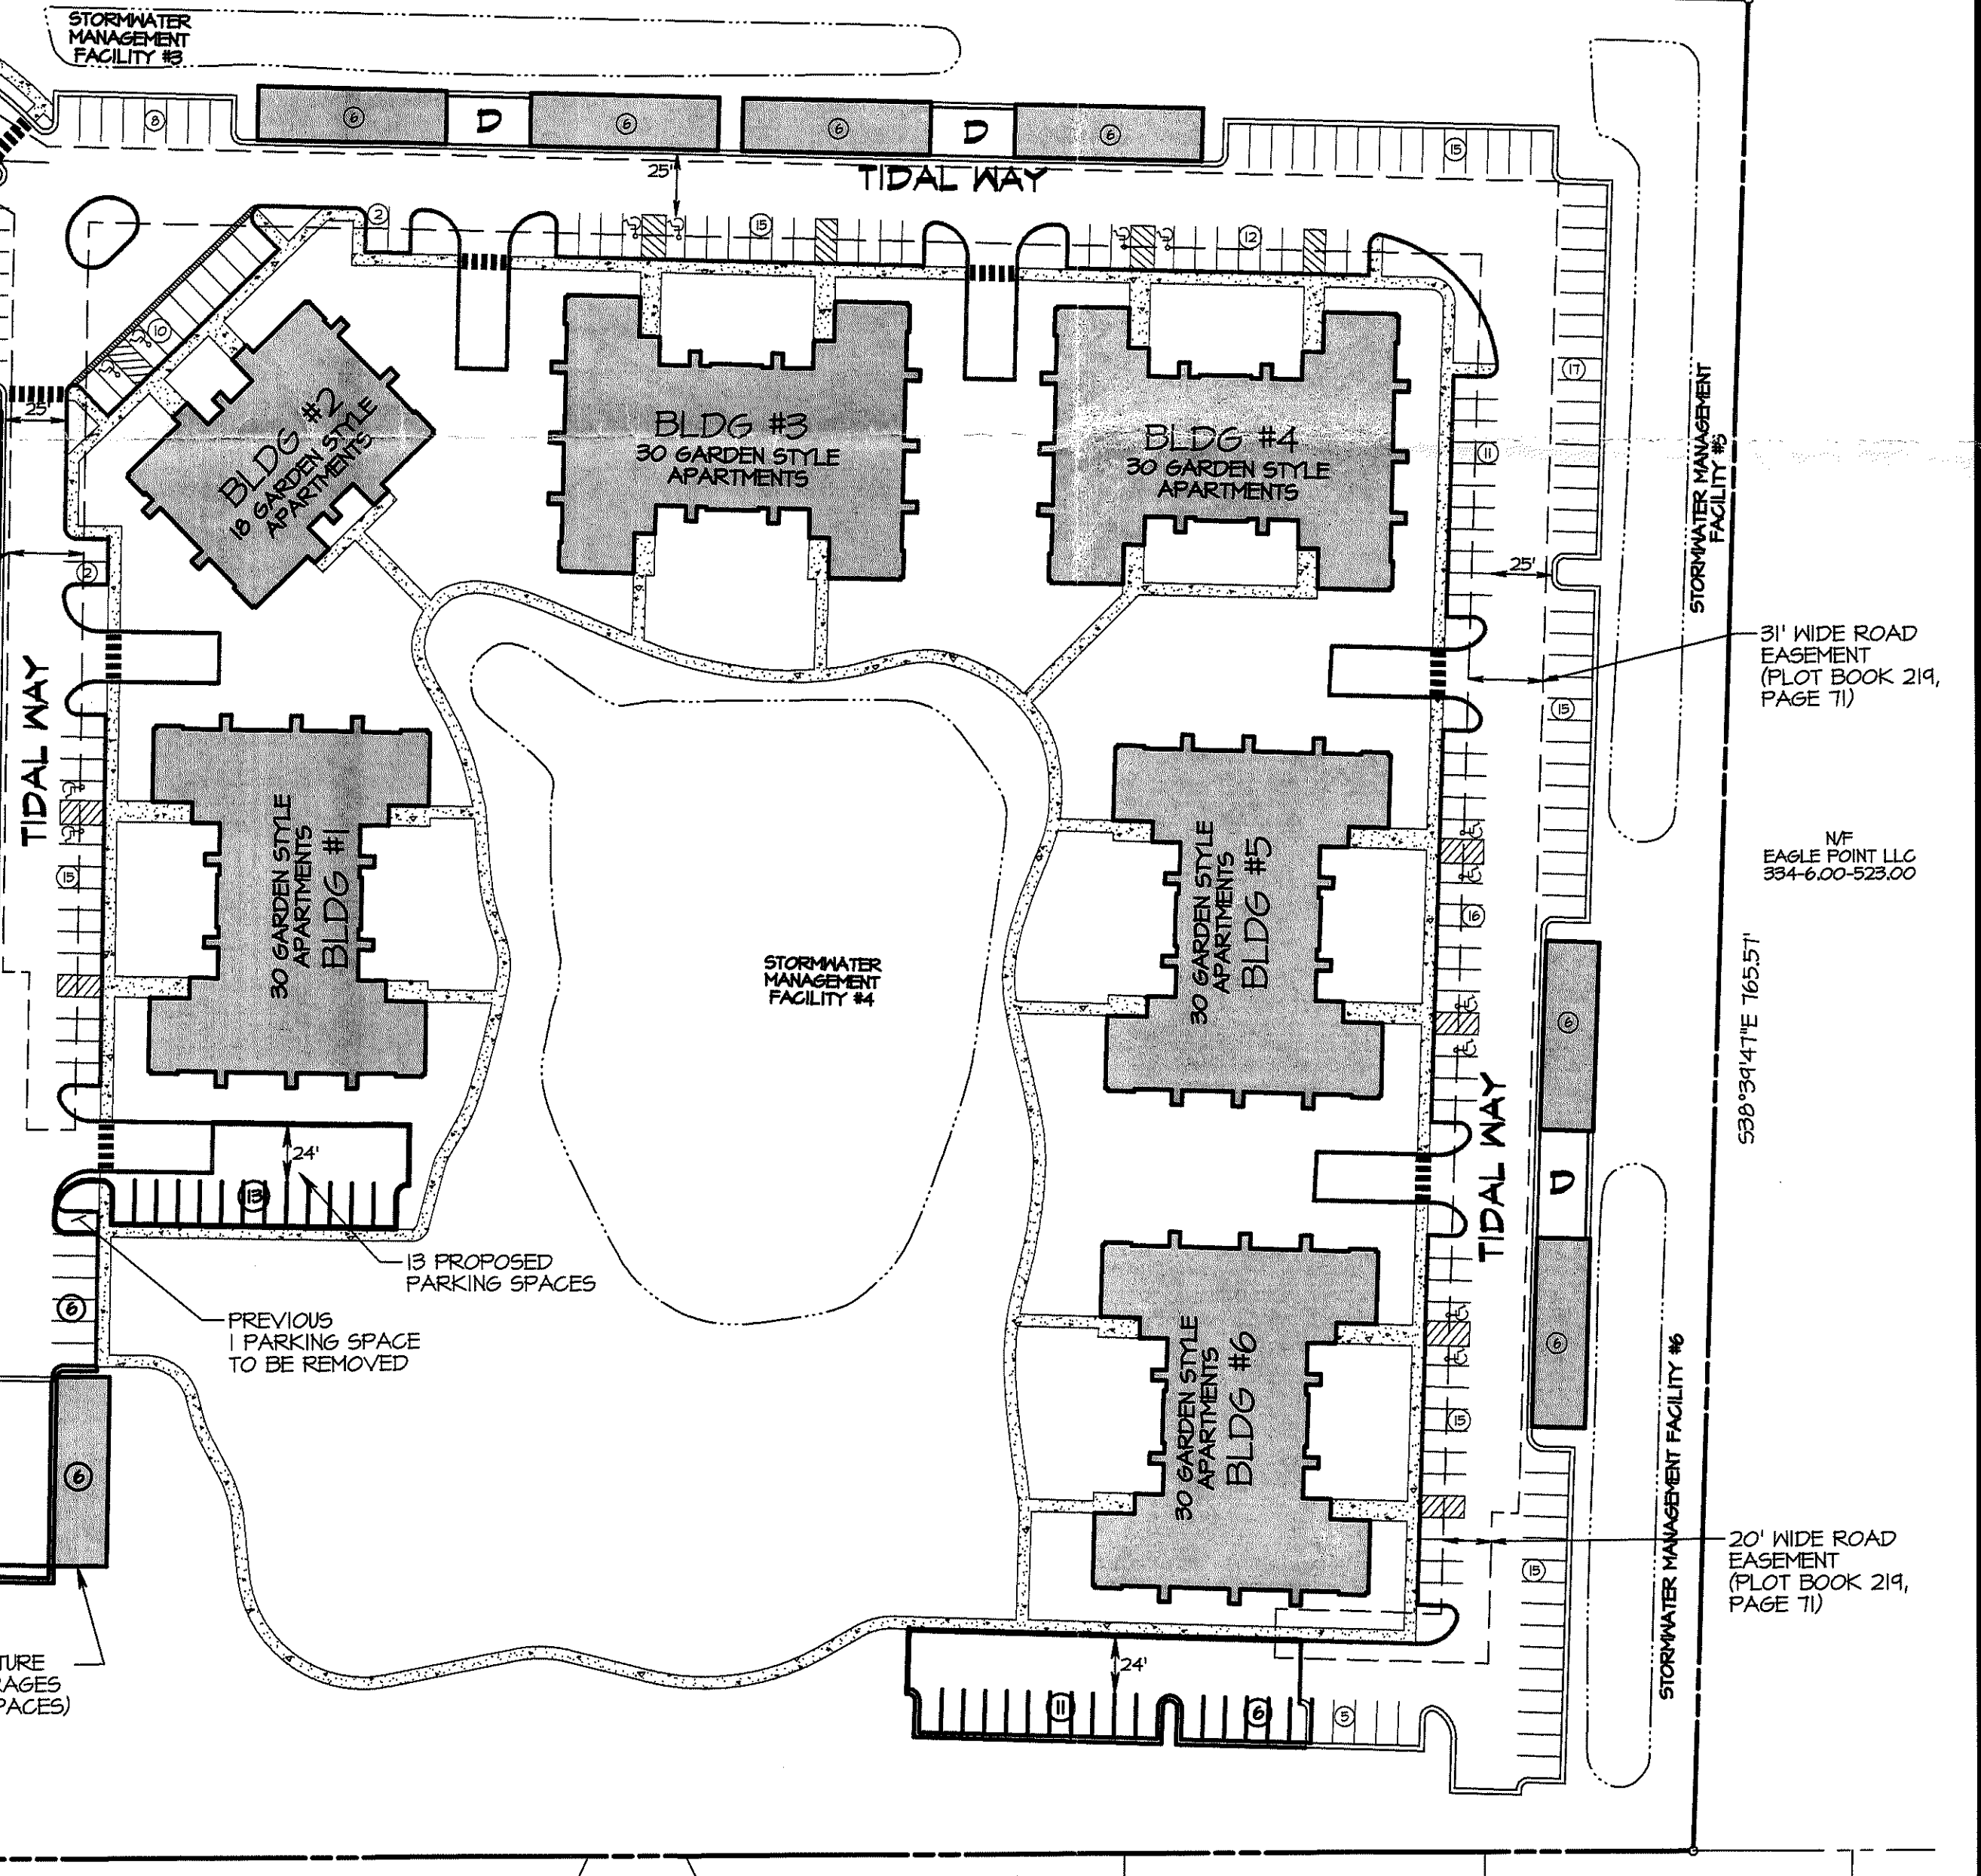 STORMWATER
MANAGEMENT
FACILITY #3
8
6
D
6
6
D
6
15
25'
TIDAL WAY
2
15
12
10
25'
BLDG #2
18 GARDEN STYLE
APARTMENTS
BLDG #3
30 GARDEN STYLE
APARTMENTS
BLDG #4
30 GARDEN STYLE
APARTMENTS
17
11
STORMWATER MANAGEMENT
FACILITY #5
2
25'
31' WIDE ROAD
EASEMENT
(PLOT BOOK 219,
PAGE 71)
TIDAL WAY
15
15
30 GARDEN STYLE
APARTMENTS
BLDG #1
30 GARDEN STYLE
APARTMENTS
BLDG #5
16
N/F
EAGLE POINT LLC
334-6.00-523.00
STORMWATER
MANAGEMENT
FACILITY #4
6
S38°39'47"E 765.57'
TIDAL WAY
D
24'
13
13 PROPOSED
PARKING SPACES
6
PREVIOUS
1 PARKING SPACE
TO BE REMOVED
6
30 GARDEN STYLE
APARTMENTS
BLDG #6
15
6
STORMWATER MANAGEMENT FACILITY #6
15
20' WIDE ROAD
EASEMENT
(PLOT BOOK 219,
PAGE 71)
TURE
RAGES
PACES)
24'
11
6
5